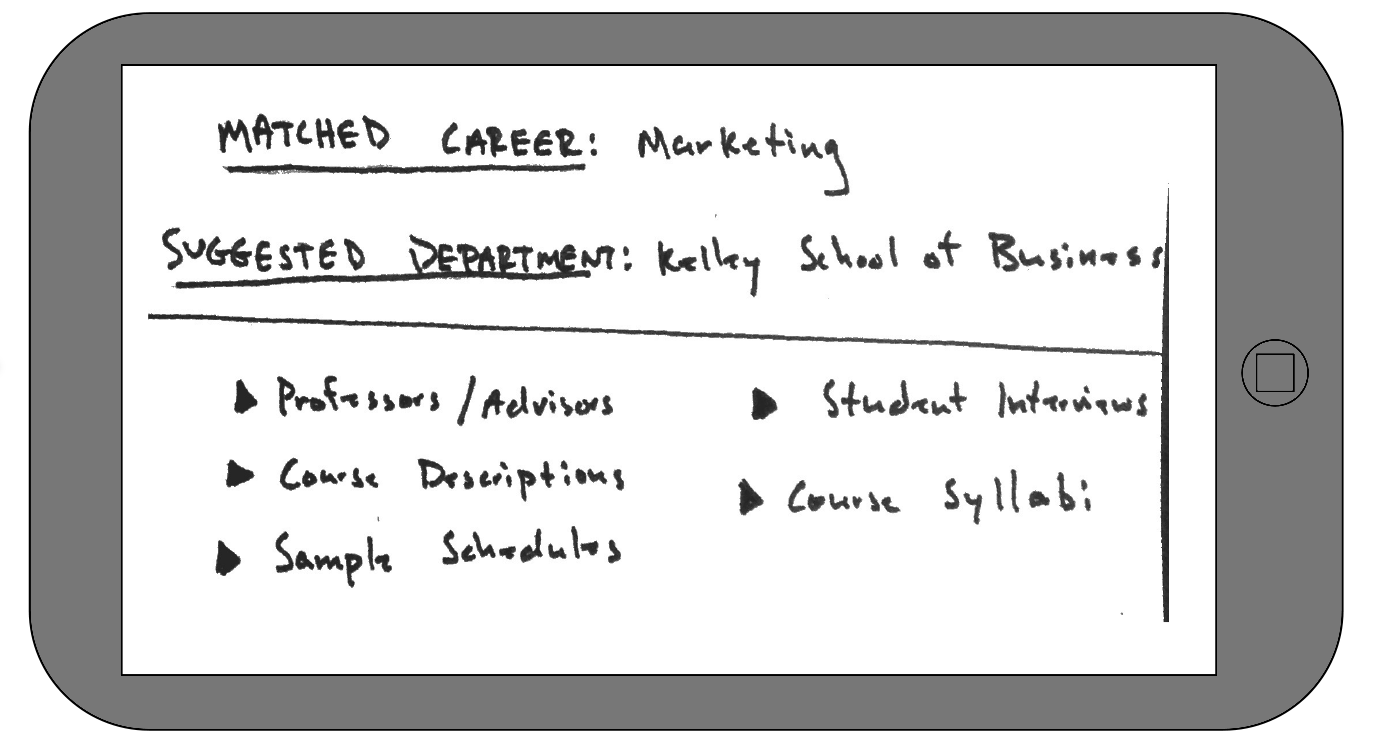 MATCHED CAREER: Marketing
SUGGESTED DEPARTMENT: Kelley School of Business
▶ Professors/Advisors
▶ Course Descriptions
▶ Sample Schedules
▶ Student Interviews
▶ Course Syllabi